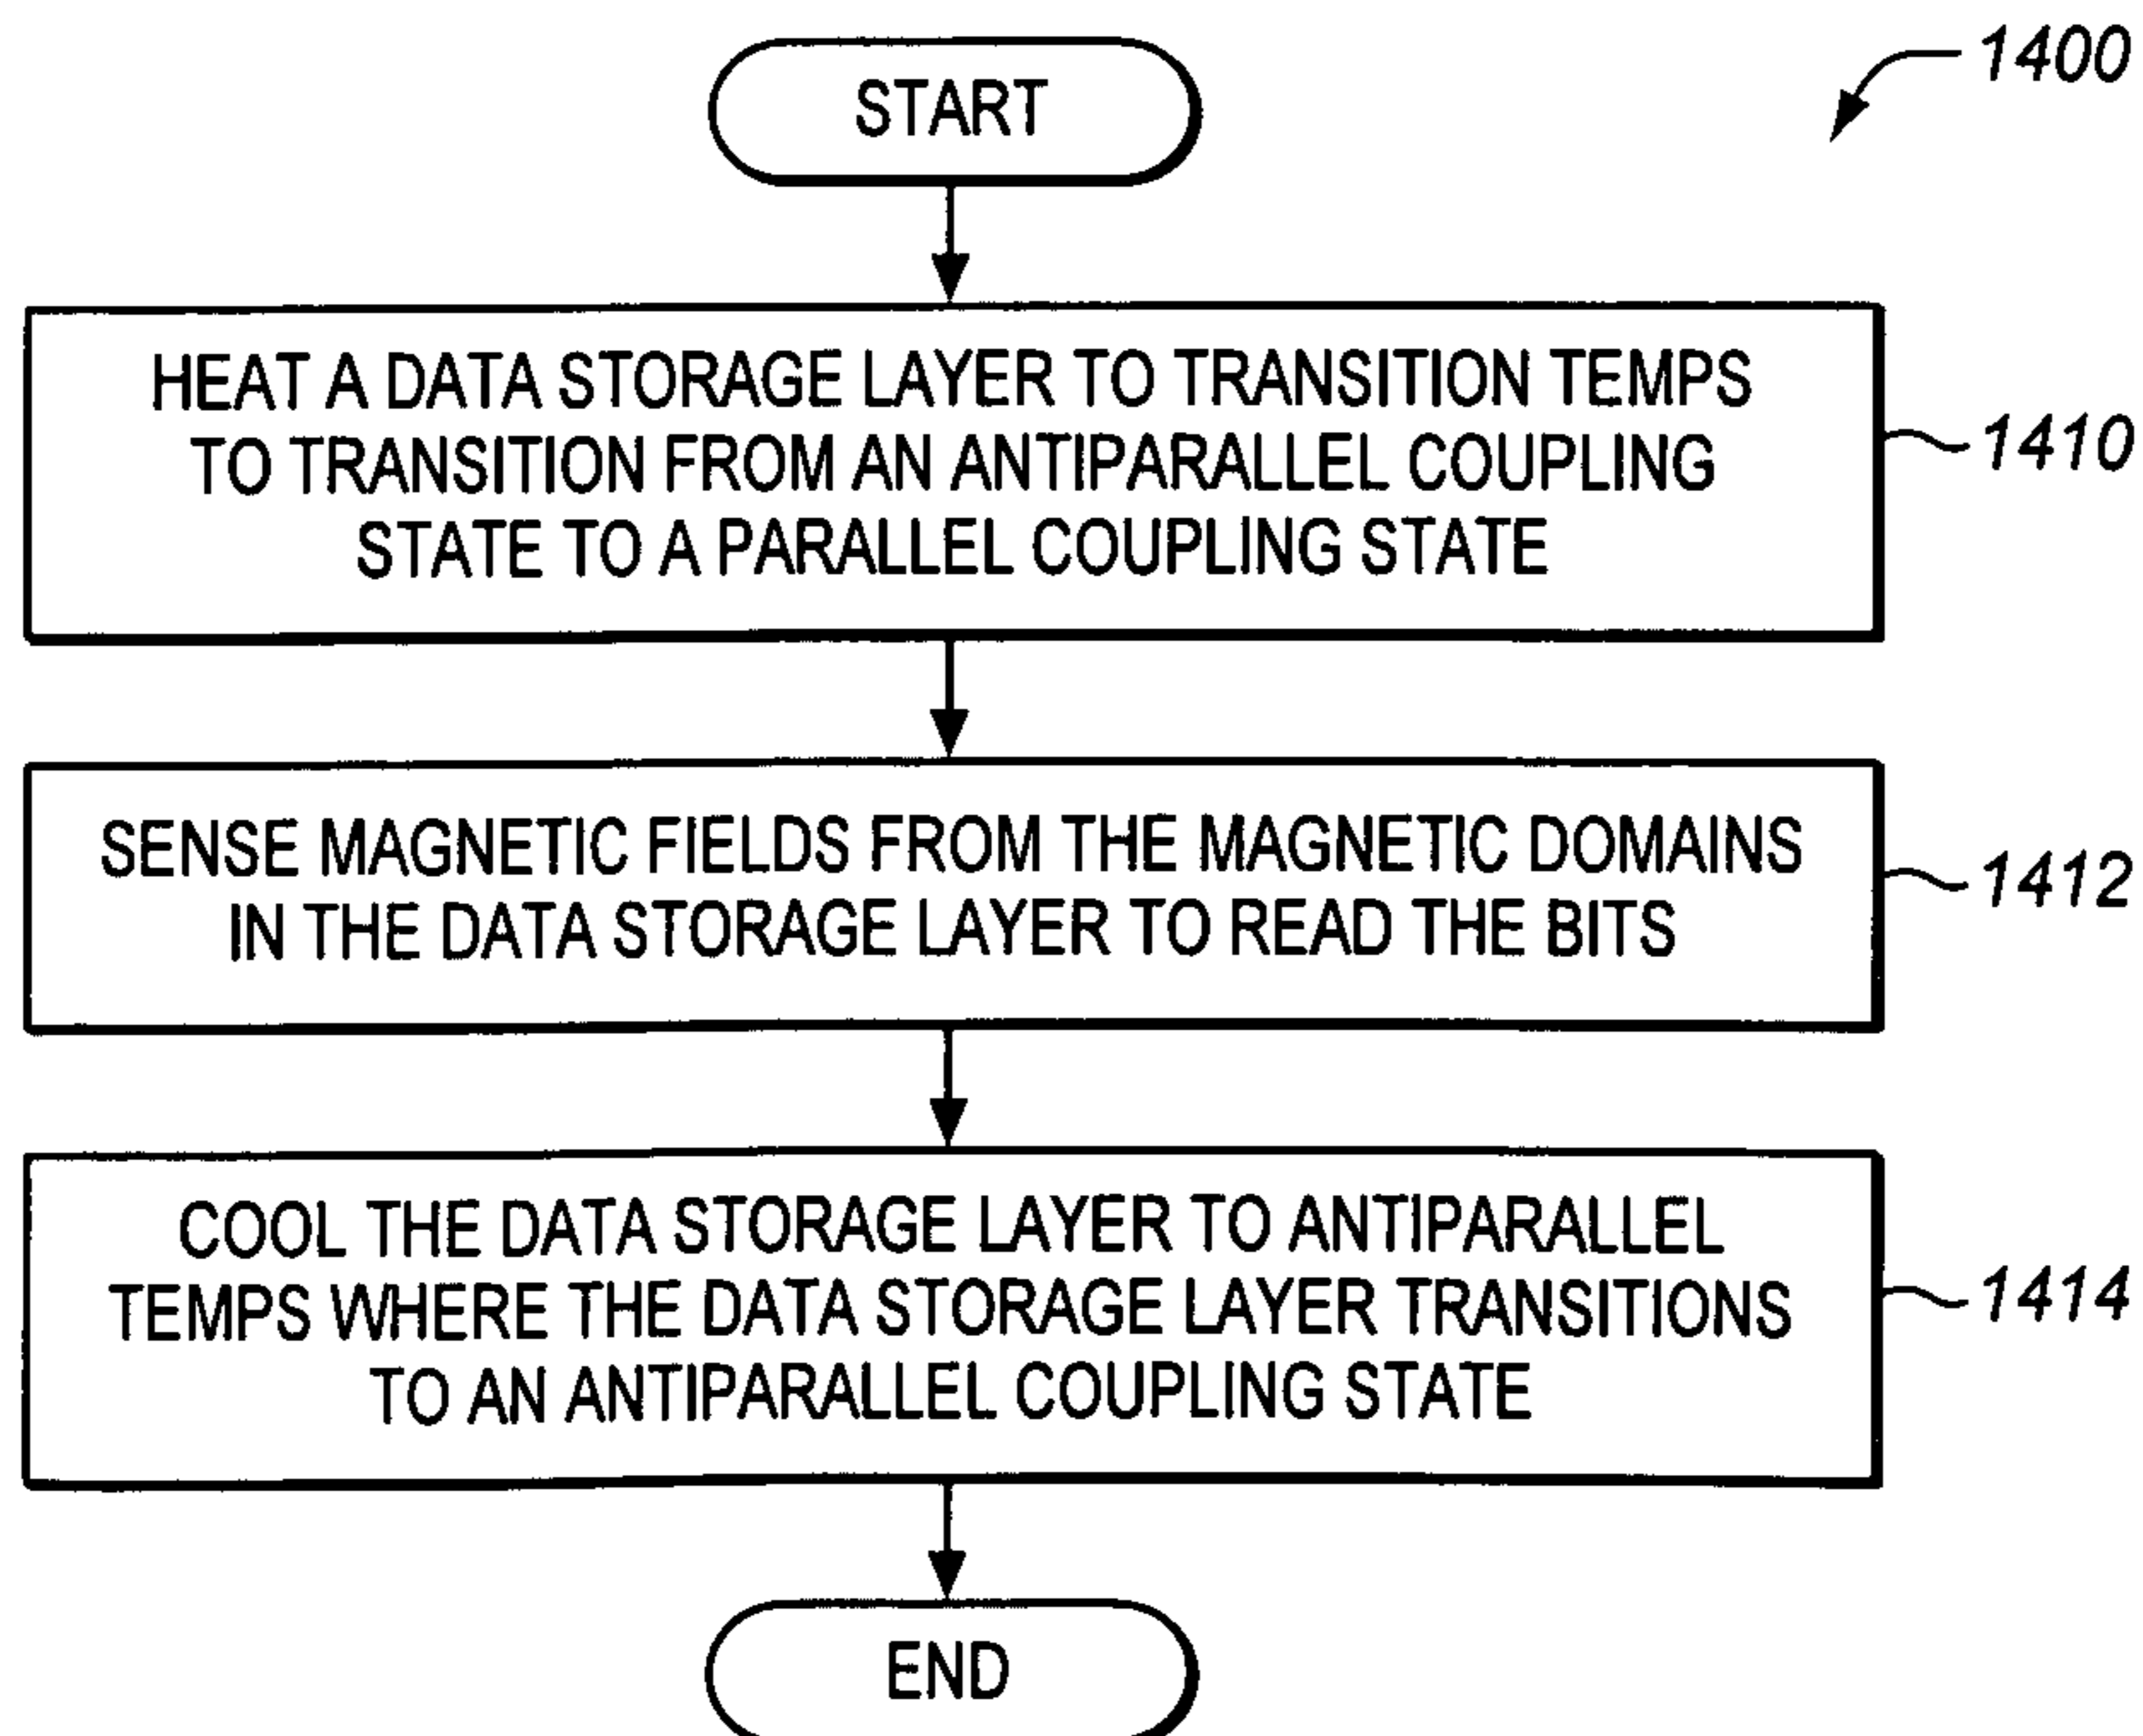 1400
START
HEAT A DATA STORAGE LAYER TO TRANSITION TEMPS
TO TRANSITION FROM AN ANTIPARALLEL COUPLING
STATE TO A PARALLEL COUPLING STATE
1410
SENSE MAGNETIC FIELDS FROM THE MAGNETIC DOMAINS
IN THE DATA STORAGE LAYER TO READ THE BITS
1412
COOL THE DATA STORAGE LAYER TO ANTIPARALLEL
TEMPS WHERE THE DATA STORAGE LAYER TRANSITIONS
TO AN ANTIPARALLEL COUPLING STATE
1414
END